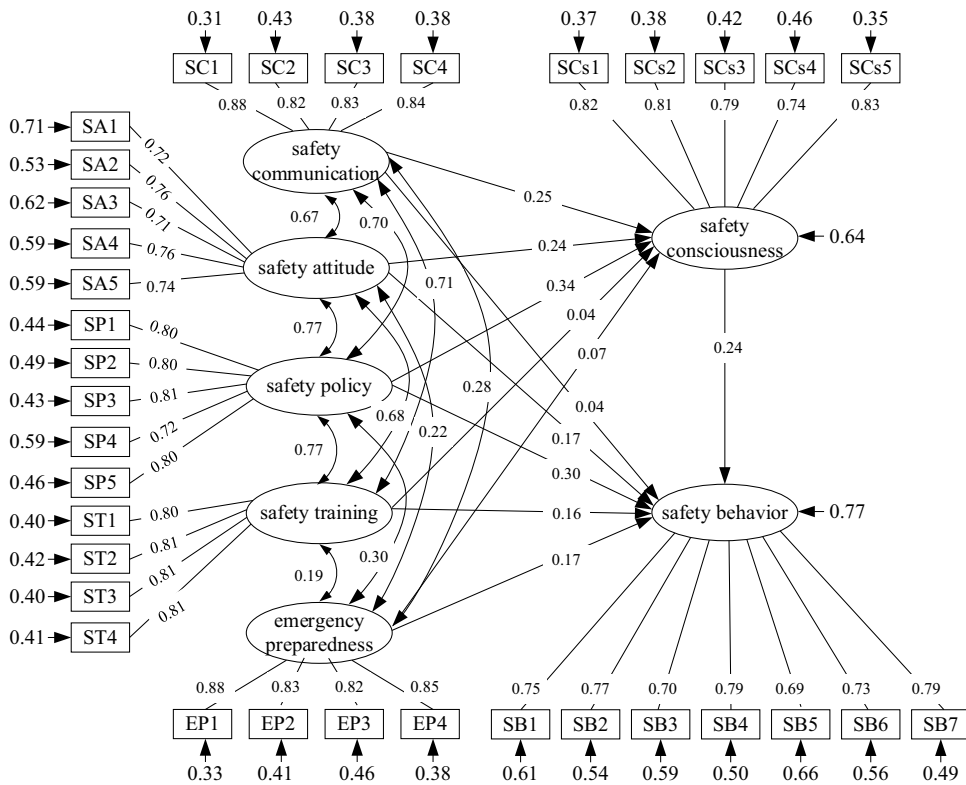 0.31 0.43 0.38 0.38 0.37 0.38 0.42 0.46 0.35
SC1 SC2 SC3 SC4 SCs1 SCs2 SCs3 SCs4 SCs5
0.88 0.82 0.83 0.84 0.82 0.81 0.79 0.74 0.83
0.71 SA1 0.72
0.53 SA2 0.76
0.62 SA3 0.71
0.59 SA4 0.76
0.59 SA5 0.74
safety
communication
0.67 0.70 0.25
safety
consciousness
0.64
safety attitude
0.24
0.71 0.34
0.04
0.44 SP1 0.80
0.49 SP2 0.80
0.43 SP3 0.81
0.59 SP4 0.72
0.46 SP5 0.80
0.77
0.07 0.24
safety policy
0.28
0.68 0.22 0.04
0.77 0.17
0.30
0.40 ST1 0.80
0.42 ST2 0.81
0.40 ST3 0.81
0.41 ST4 0.81
safety training
0.16
safety behavior
0.77
0.19 0.30 0.17
emergency
preparedness
0.88 0.83 0.82 0.85 0.75 0.77 0.70 0.79 0.69 0.73 0.79
EP1 EP2 EP3 EP4 SB1 SB2 SB3 SB4 SB5 SB6 SB7
0.33 0.41 0.46 0.38 0.61 0.54 0.59 0.50 0.66 0.56 0.49